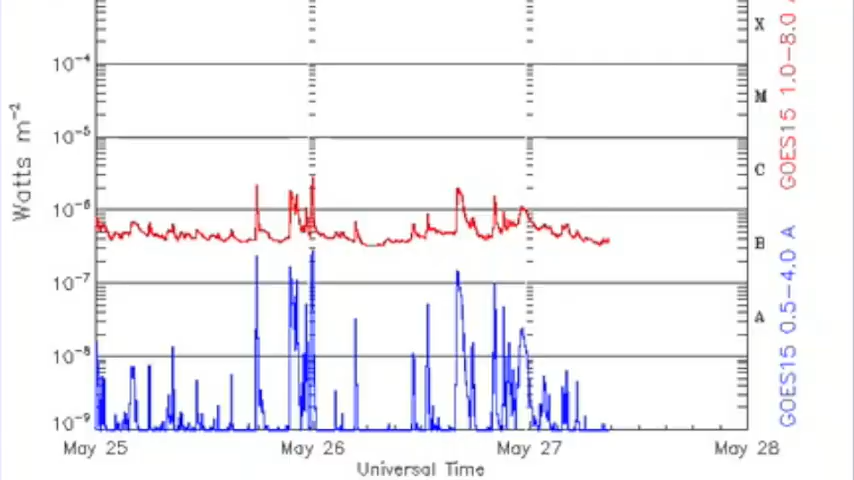 X
10⁻⁴
M
10⁻⁵
C
10⁻⁶
B
10⁻⁷
A
10⁻⁸
10⁻⁹
Watts m⁻²
GOES15 1.0–8.0
GOES15 0.5–4.0 A
May 25
May 26
May 27
May 28
Universal Time